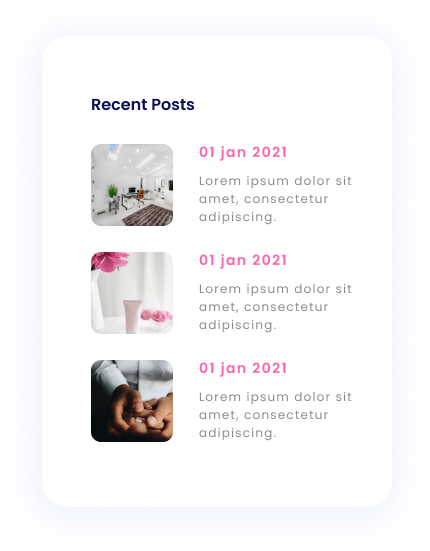 Recent Posts
01 jan 2021
Lorem ipsum dolor sit
amet, consectetur
adipiscing.
01 jan 2021
Lorem ipsum dolor sit
amet, consectetur
adipiscing.
01 jan 2021
Lorem ipsum dolor sit
amet, consectetur
adipiscing.